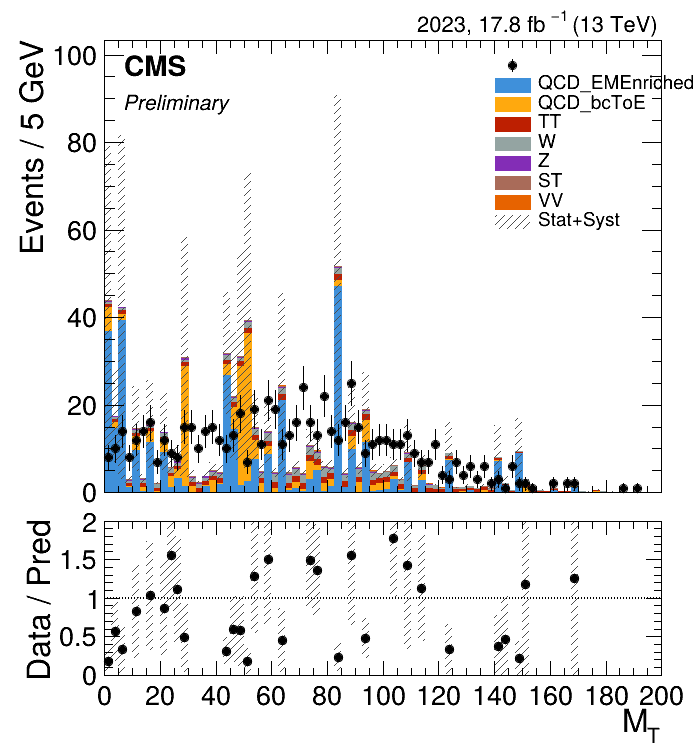 2023, 17.8 fb⁻¹ (13 TeV)
CMS
Preliminary
QCD_EMEnriched
QCD_bcToE
TT
W
Z
ST
VV
Stat+Syst
Events / 5 GeV
100
80
60
40
20
0
Data / Pred
2
1.5
1
0.5
0
0 20 40 60 80 100 120 140 160 180 200
M_T